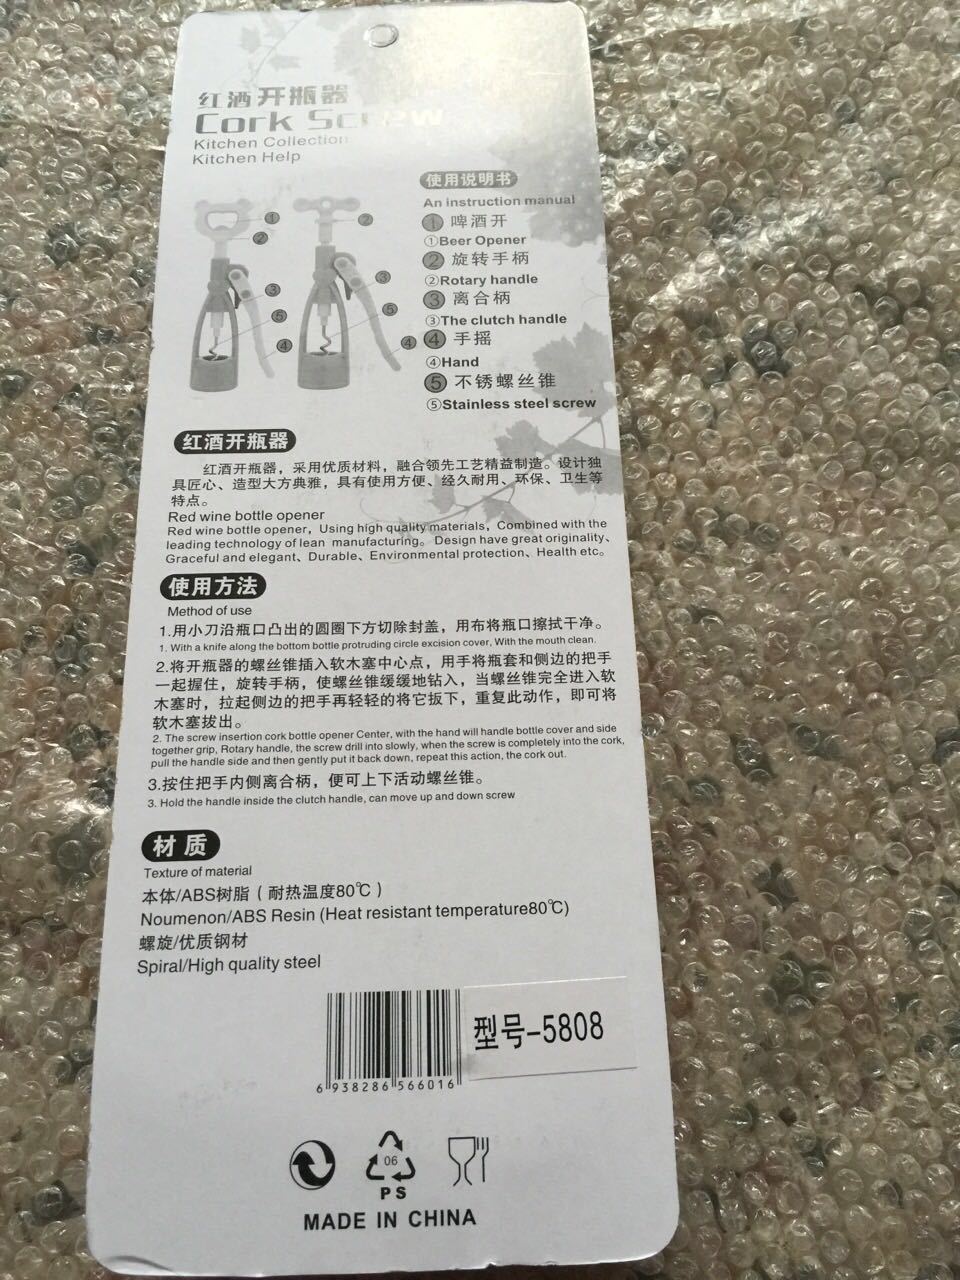 红酒开瓶器
Cork Screw
Kitchen Collection
Kitchen Help
① ②
② 
③ ③
⑤ ⑤
④ ④
使用说明书
An instruction manual
① 啤酒开
①Beer Opener
② 旋转手柄
②Rotary handle
③ 离合柄
③The clutch handle
④ 手摇
④Hand
⑤ 不锈螺丝锥
⑤Stainless steel screw
红酒开瓶器
红酒开瓶器，采用优质材料，融合领先工艺精益制造。设计独
具匠心、造型大方典雅，具有使用方便、经久耐用、环保、卫生等
特点。
Red wine bottle opener
Red wine bottle opener，Using high quality materials，Combined with the
leading technology of lean manufacturing。 Design have great originality、
Graceful and elegant、Durable、Environmental protection、Health etc。
使用方法
Method of use
1.用小刀沿瓶口凸出的圆圈下方切除封盖，用布将瓶口擦拭干净。
1. With a knife along the bottom bottle protruding circle excision cover, With the mouth clean.
2.将开瓶器的螺丝锥插入软木塞中心点，用手将瓶套和侧边的把手
一起握住，旋转手柄，使螺丝锥缓缓地钻入，当螺丝锥完全进入软
木塞时，拉起侧边的把手再轻轻的将它扳下，重复此动作，即可将
软木塞拔出。
2. The screw insertion cork bottle opener Center, with the hand will handle bottle cover and side
together grip, Rotary handle, the screw drill into slowly, when the screw is completely into the cork,
pull the handle side and then gently put it back down, repeat this action, the cork out.
3.按住把手内侧离合柄，便可上下活动螺丝锥。
3. Hold the handle inside the clutch handle, can move up and down screw
材 质
Texture of material
本体/ABS树脂（耐热温度80℃）
Noumenon/ABS Resin (Heat resistant temperature80℃)
螺旋/优质钢材
Spiral/High quality steel
型号-5808
6 938286 566016
06
PS
MADE IN CHINA